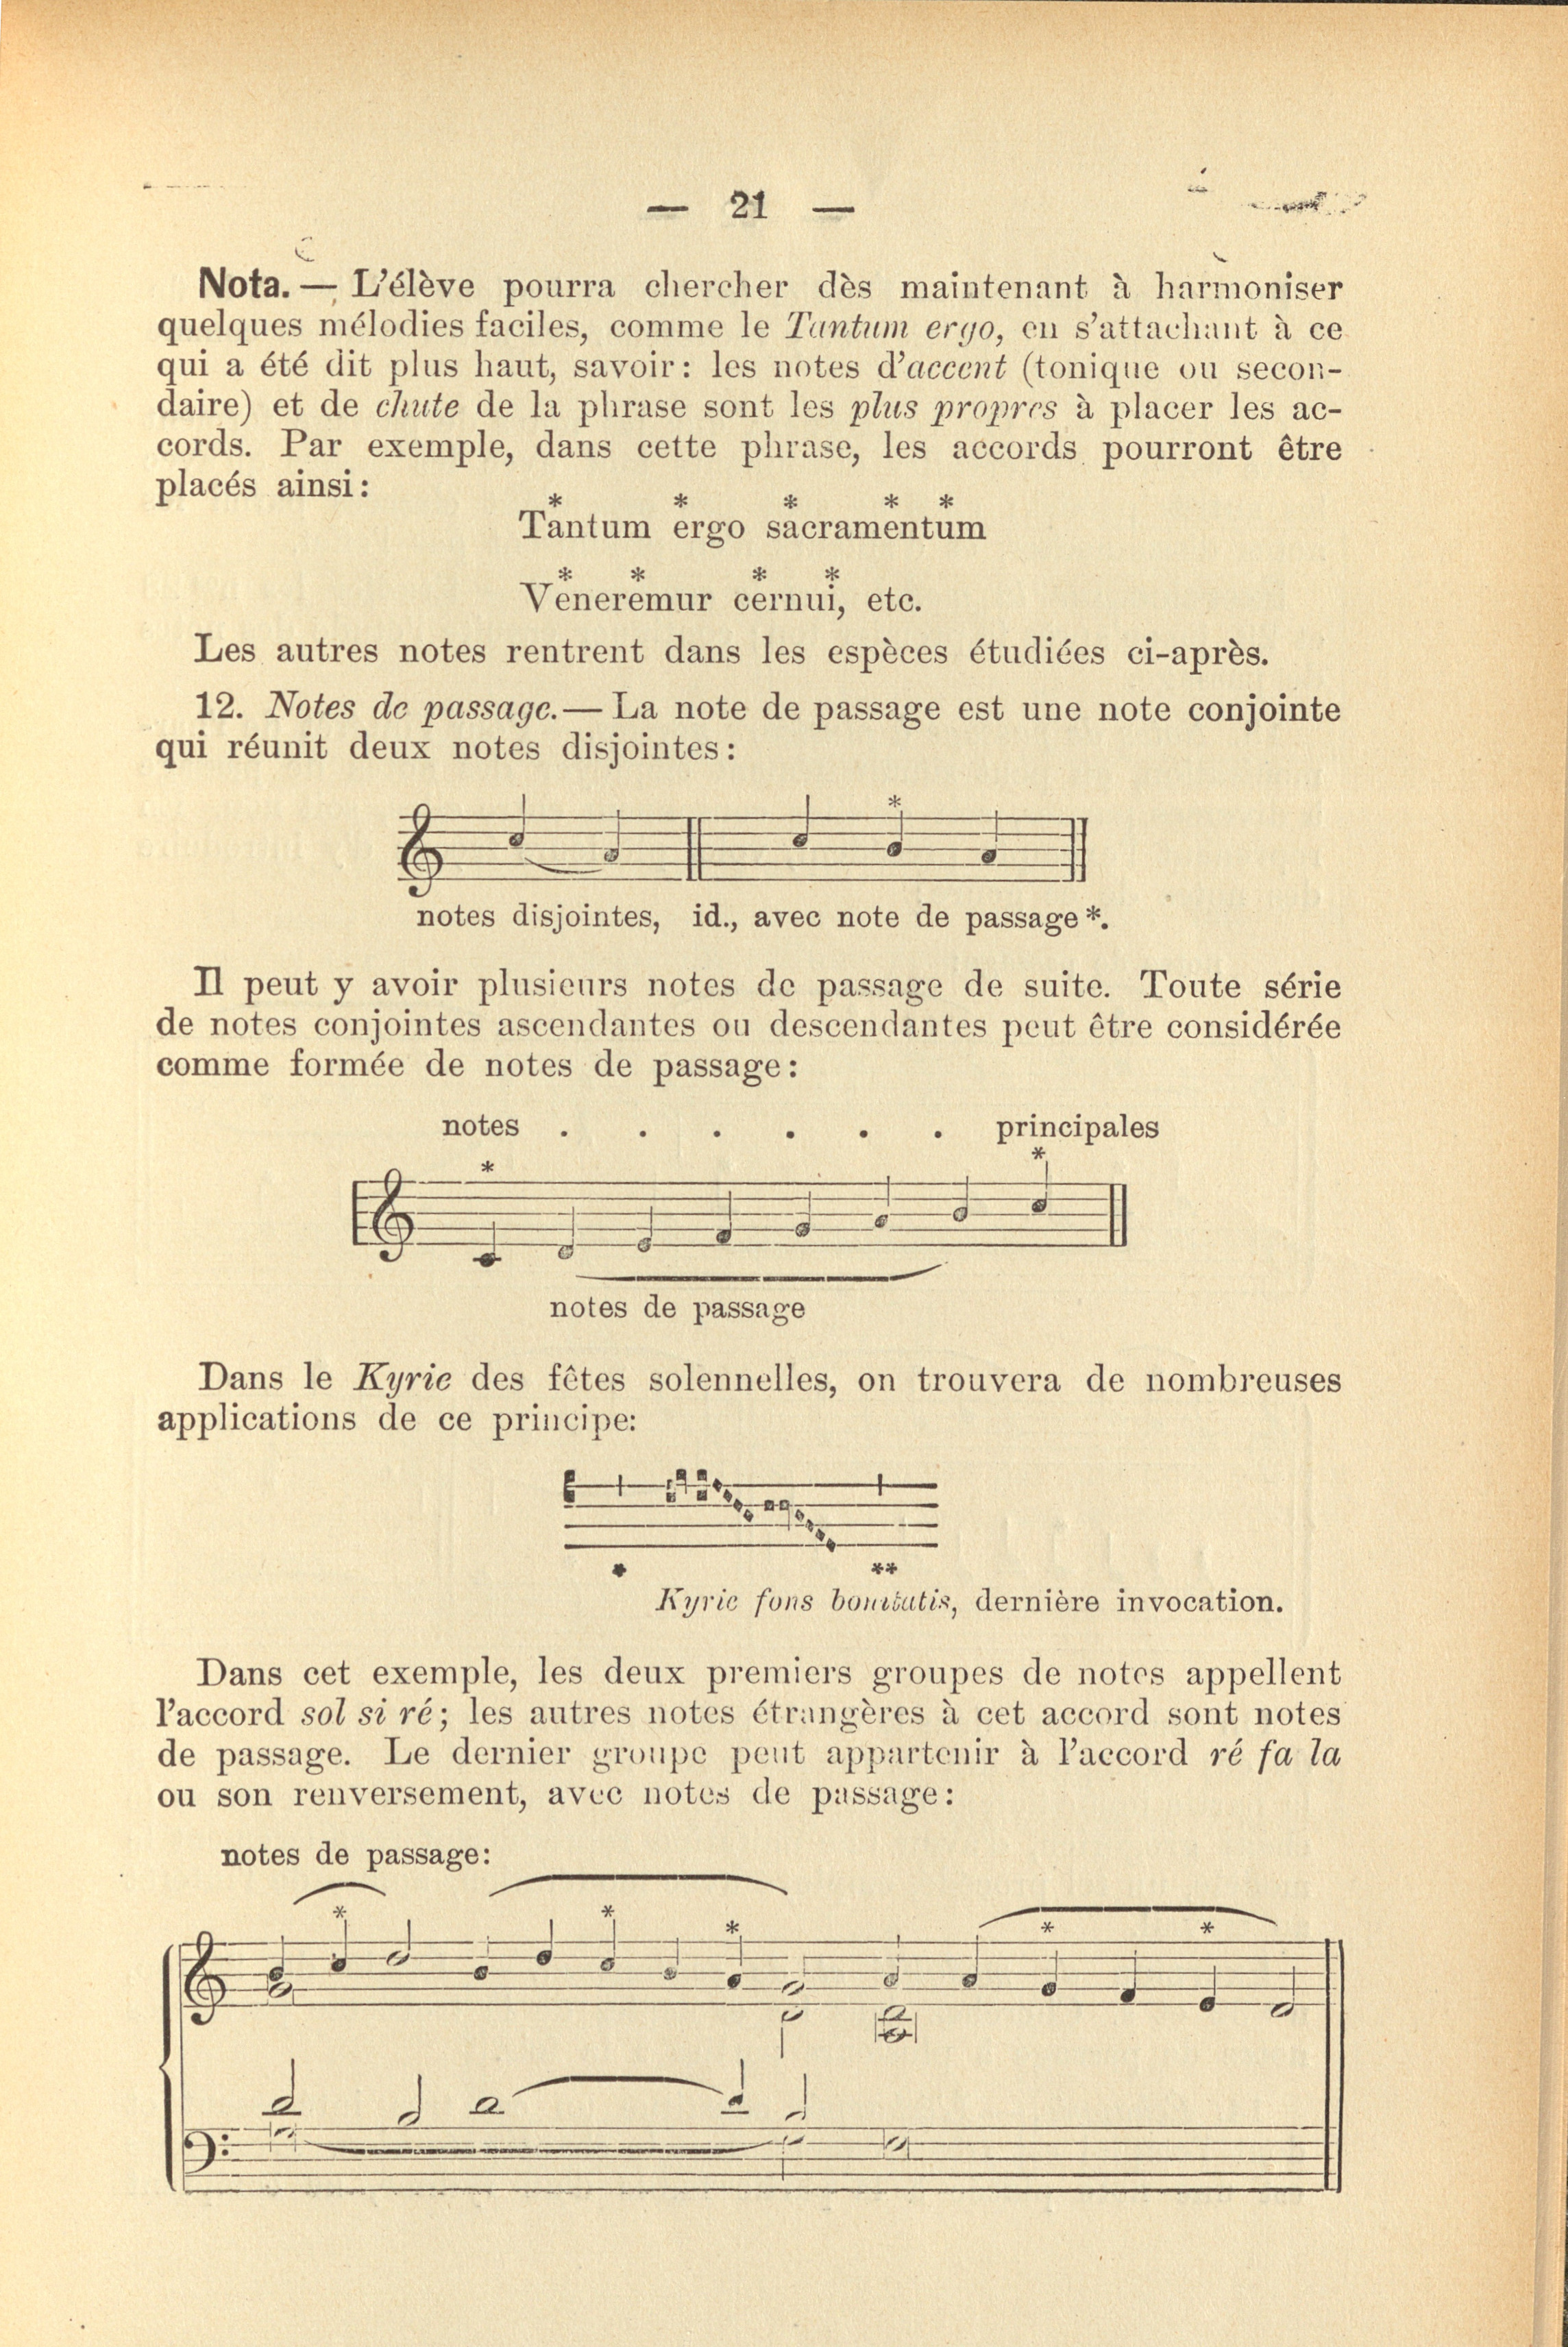 — 21 —
Nota. — L'élève pourra chercher dès maintenant à harmoniser
quelques mélodies faciles, comme le Tantum ergo, en s'attachant à ce
qui a été dit plus haut, savoir: les notes d'accent (tonique ou secon-
daire) et de chute de la phrase sont les plus propres à placer les ac-
cords. Par exemple, dans cette phrase, les accords pourront être
placés ainsi:
* * * * *
Tantum ergo sacramentum
* * * *
Veneremur cernui, etc.
Les autres notes rentrent dans les espèces étudiées ci-après.
12. Notes de passage.— La note de passage est une note conjointe
qui réunit deux notes disjointes:
*
notes disjointes, id., avec note de passage *.
Il peut y avoir plusieurs notes de passage de suite. Toute série
de notes conjointes ascendantes ou descendantes peut être considérée
comme formée de notes de passage:
notes . . . . . . principales
* *
notes de passage
Dans le Kyrie des fêtes solennelles, on trouvera de nombreuses
applications de ce principe:
* **
Kyrie fons bonitatis, dernière invocation.
Dans cet exemple, les deux premiers groupes de notes appellent
l'accord sol si ré; les autres notes étrangères à cet accord sont notes
de passage. Le dernier groupe peut appartenir à l'accord ré fa la
ou son renversement, avec notes de passage:
notes de passage:
* * * * *